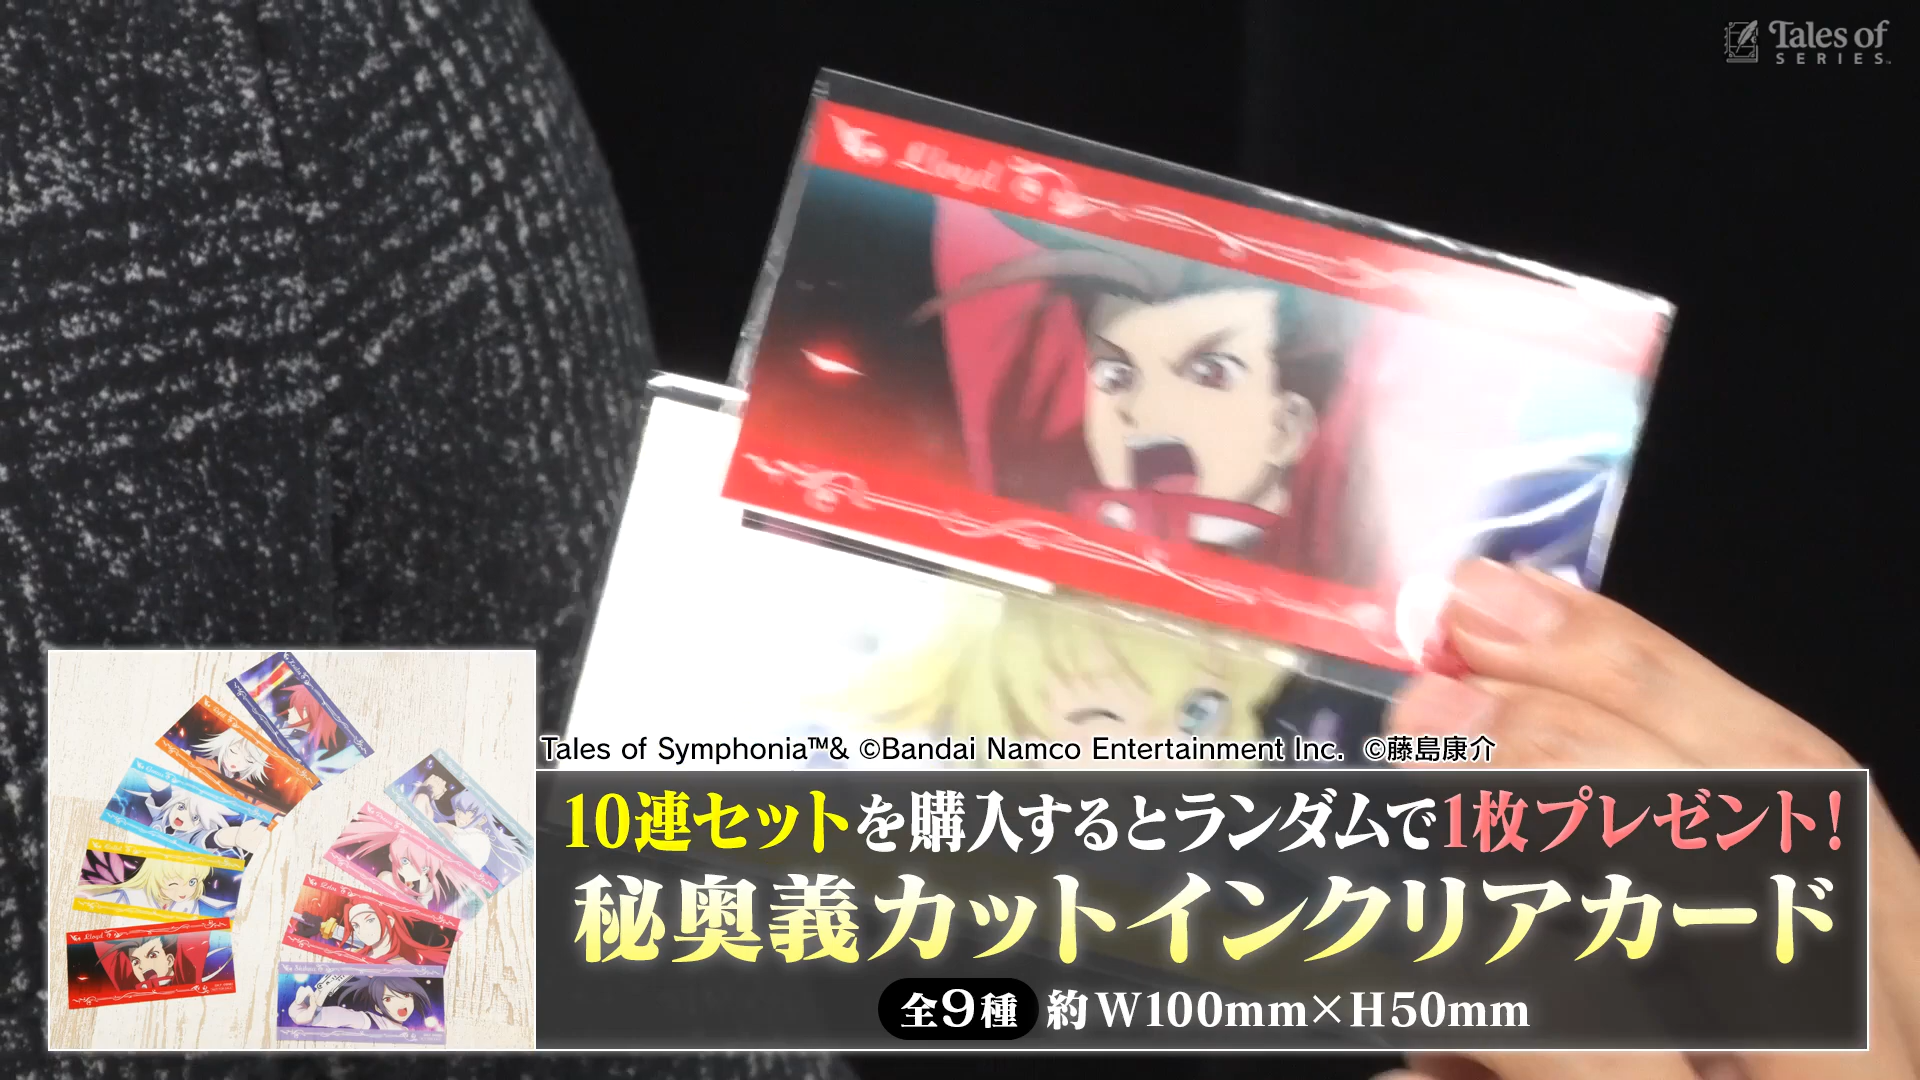 Tales of
SERIES
Lloyd
Tales of Symphonia™& ©Bandai Namco Entertainment Inc. ©藤島康介
10連セットを購入するとランダムで1枚プレゼント!
秘奥義カットインクリアカード
全9種 約W100mm×H50mm
Lloyd